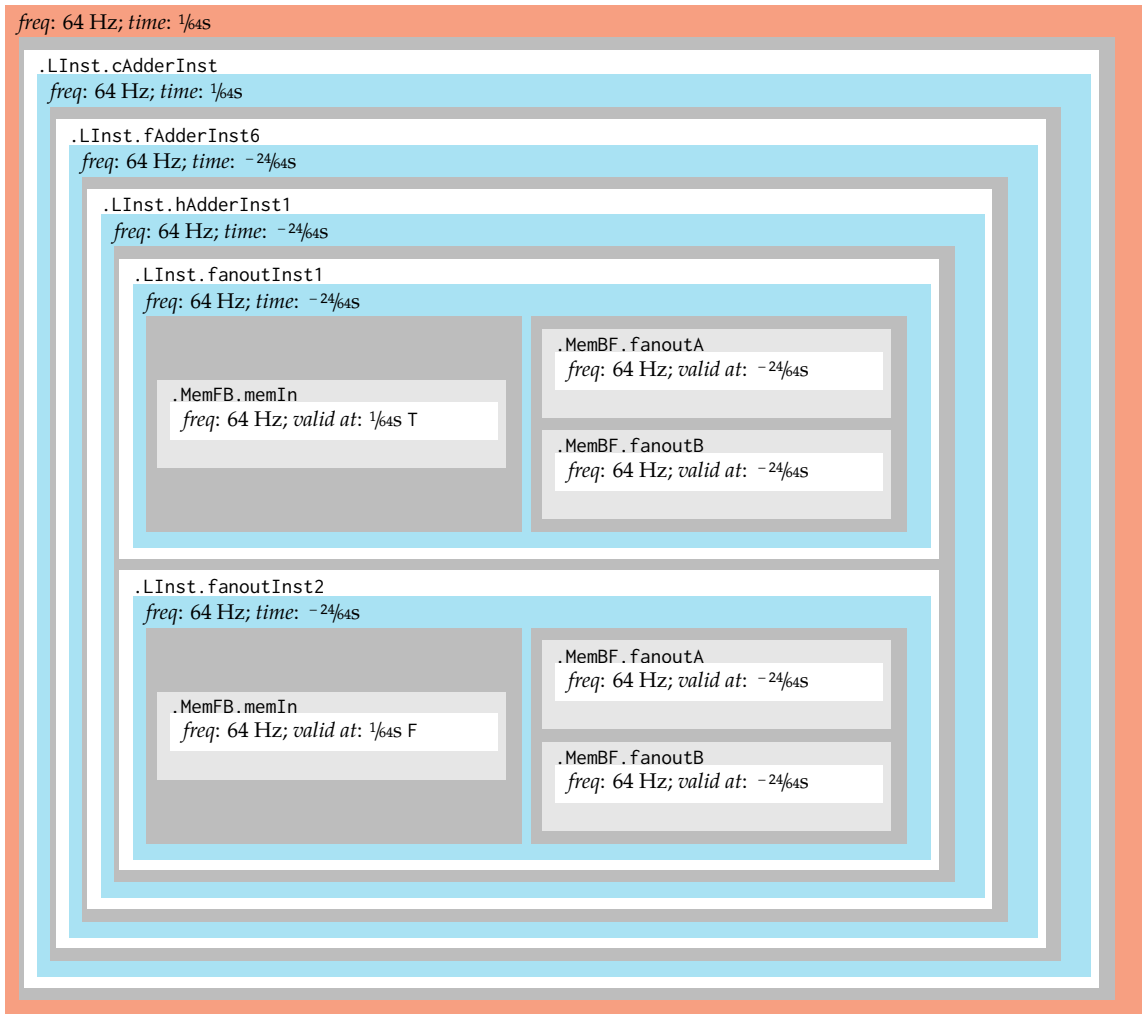 freq: 64 Hz; time: 1/64s
.LInst.cAdderInst
freq: 64 Hz; time: 1/64s
.LInst.fAdderInst6
freq: 64 Hz; time: −24/64s
.LInst.hAdderInst1
freq: 64 Hz; time: −24/64s
.LInst.fanoutInst1
freq: 64 Hz; time: −24/64s
.MemFB.memIn
freq: 64 Hz; valid at: 1/64s T
.MemBF.fanoutA
freq: 64 Hz; valid at: −24/64s
.MemBF.fanoutB
freq: 64 Hz; valid at: −24/64s
.LInst.fanoutInst2
freq: 64 Hz; time: −24/64s
.MemFB.memIn
freq: 64 Hz; valid at: 1/64s F
.MemBF.fanoutA
freq: 64 Hz; valid at: −24/64s
.MemBF.fanoutB
freq: 64 Hz; valid at: −24/64s